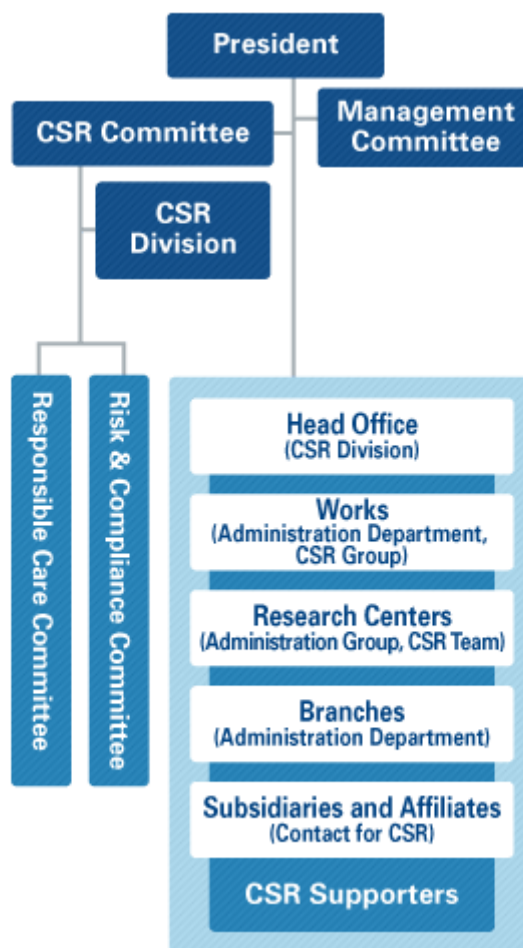 President
CSR Committee
Management
Committee
CSR
Division
Responsible Care Committee
Risk & Compliance Committee
Head Office
(CSR Division)
Works
(Administration Department,
CSR Group)
Research Centers
(Administration Group, CSR Team)
Branches
(Administration Department)
Subsidiaries and Affiliates
(Contact for CSR)
CSR Supporters